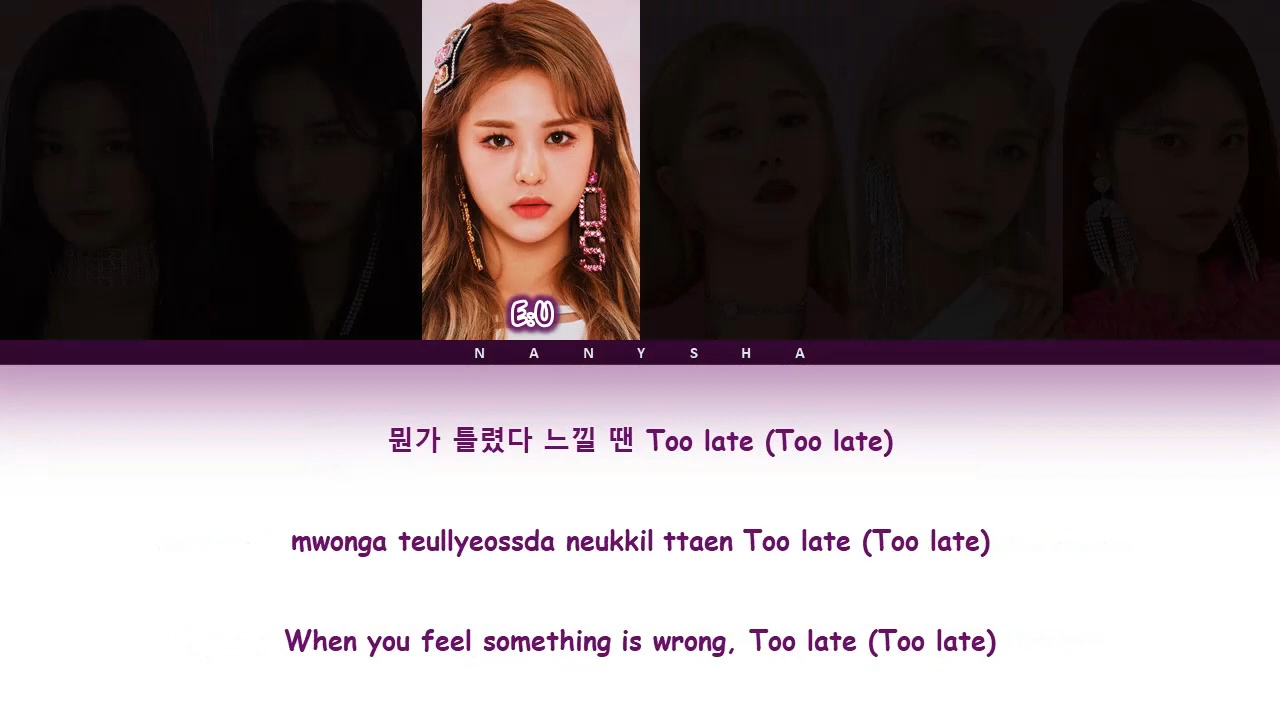 E:U
NANYSHA
뭔가 틀렸다 느낄 땐 Too late (Too late)
mwonga teullyeossda neukkil ttaen Too late (Too late)
When you feel something is wrong, Too late (Too late)